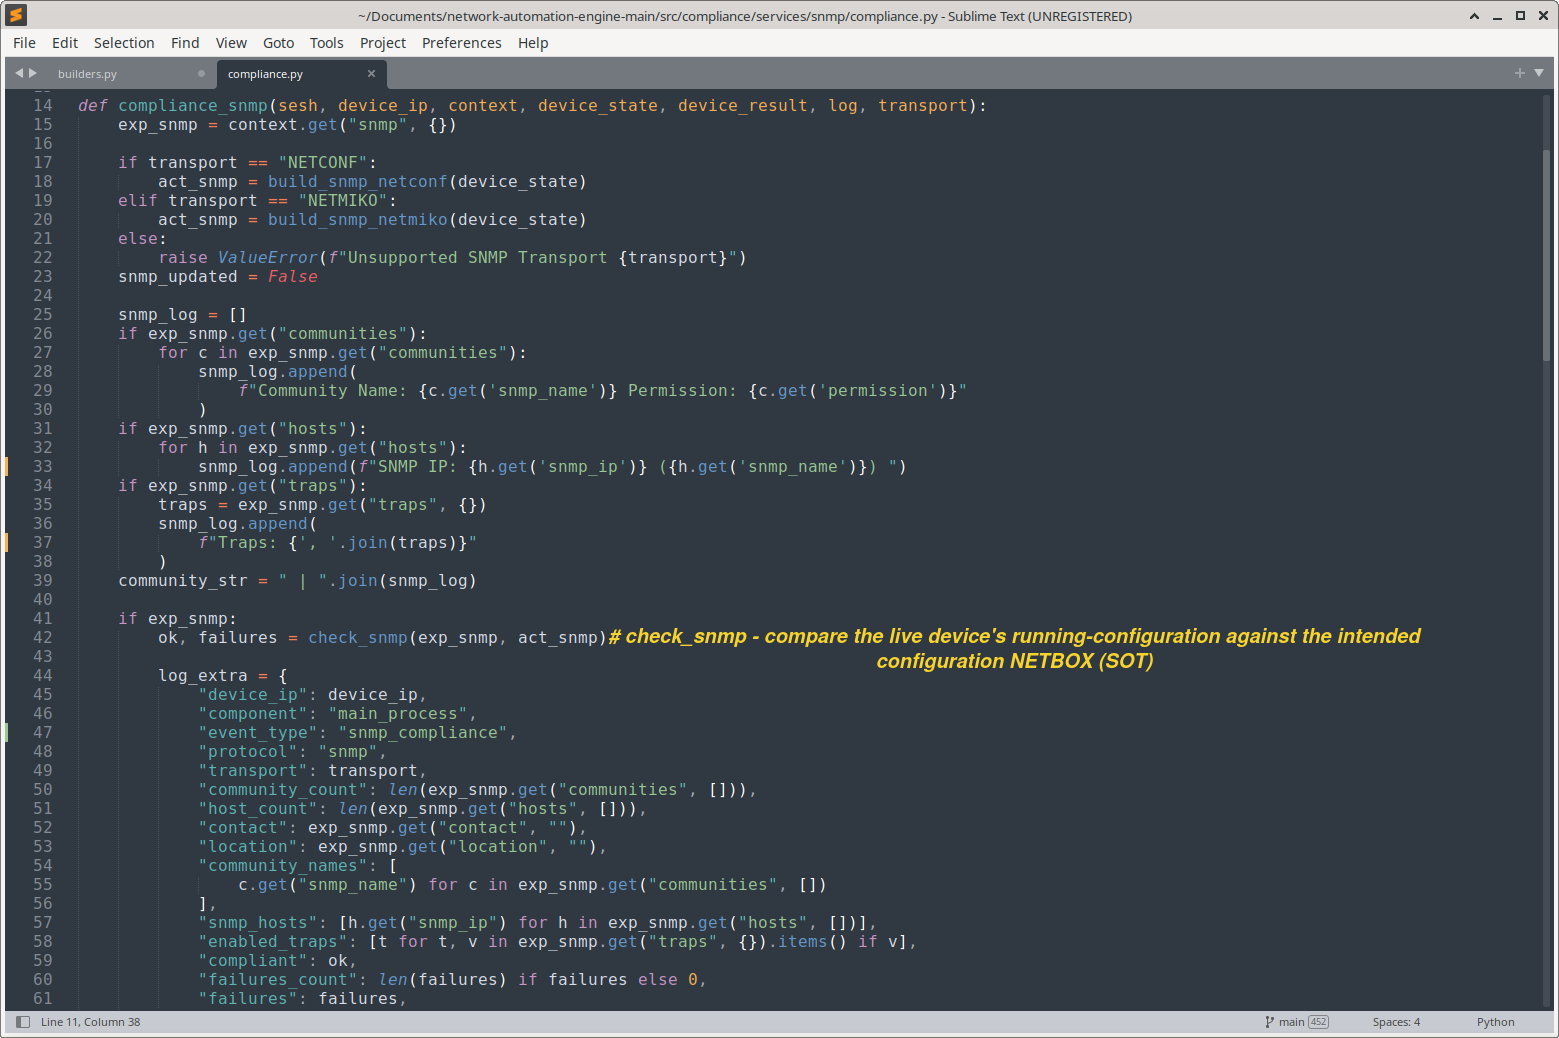 ~/Documents/network-automation-engine-main/src/compliance/services/snmp/compliance.py - Sublime Text (UNREGISTERED)
File Edit Selection Find View Goto Tools Project Preferences Help
builders.py compliance.py
14 def compliance_snmp(sesh, device_ip, context, device_state, device_result, log, transport):
15     exp_snmp = context.get("snmp", {})
16
17     if transport == "NETCONF":
18         act_snmp = build_snmp_netconf(device_state)
19     elif transport == "NETMIKO":
20         act_snmp = build_snmp_netmiko(device_state)
21     else:
22         raise ValueError(f"Unsupported SNMP Transport {transport}")
23     snmp_updated = False
24
25     snmp_log = []
26     if exp_snmp.get("communities"):
27         for c in exp_snmp.get("communities"):
28             snmp_log.append(
29                 f"Community Name: {c.get('snmp_name')} Permission: {c.get('permission')}"
30             )
31     if exp_snmp.get("hosts"):
32         for h in exp_snmp.get("hosts"):
33             snmp_log.append(f"SNMP IP: {h.get('snmp_ip')} ({h.get('snmp_name')}) ")
34     if exp_snmp.get("traps"):
35         traps = exp_snmp.get("traps", {})
36         snmp_log.append(
37             f"Traps: {', '.join(traps)}"
38         )
39     community_str = " | ".join(snmp_log)
40
41     if exp_snmp:
42         ok, failures = check_snmp(exp_snmp, act_snmp)# check_snmp - compare the live device's running-configuration against the intended
configuration NETBOX (SOT)
43
44         log_extra = {
45             "device_ip": device_ip,
46             "component": "main_process",
47             "event_type": "snmp_compliance",
48             "protocol": "snmp",
49             "transport": transport,
50             "community_count": len(exp_snmp.get("communities", [])),
51             "host_count": len(exp_snmp.get("hosts", [])),
52             "contact": exp_snmp.get("contact", ""),
53             "location": exp_snmp.get("location", ""),
54             "community_names": [
55                 c.get("snmp_name") for c in exp_snmp.get("communities", [])
56             ],
57             "snmp_hosts": [h.get("snmp_ip") for h in exp_snmp.get("hosts", [])],
58             "enabled_traps": [t for t, v in exp_snmp.get("traps", {}).items() if v],
59             "compliant": ok,
60             "failures_count": len(failures) if failures else 0,
61             "failures": failures,
Line 11, Column 38 main 452 Spaces: 4 Python